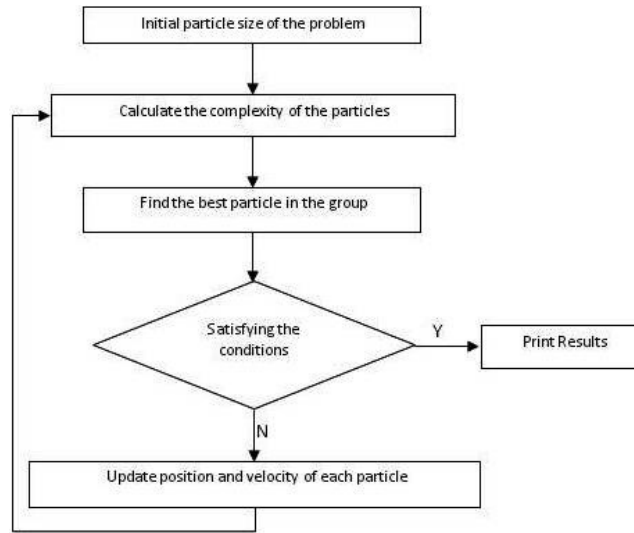 Initial particle size of the problem
Calculate the complexity of the particles
Find the best particle in the group
Satisfying the
conditions
Y
Print Results
N
Update position and velocity of each particle